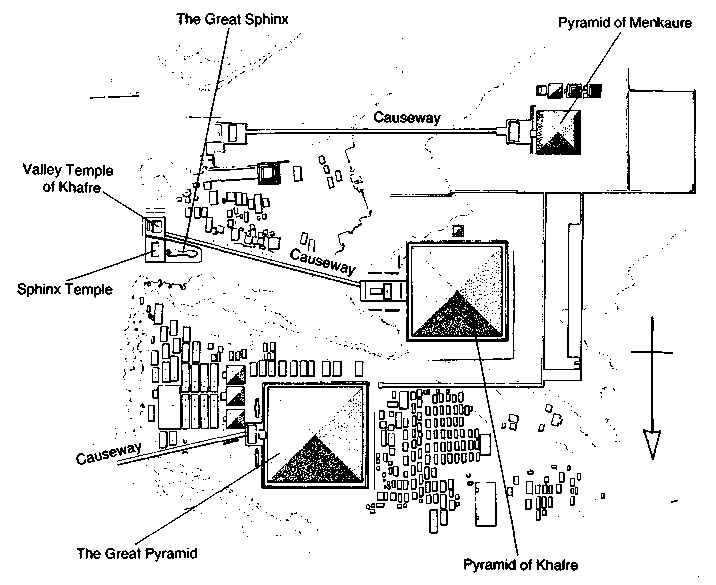 The Great Sphinx
Pyramid of Menkaure
Causeway
Valley Temple
of Khafre
Causeway
Sphinx Temple
Causeway
The Great Pyramid
Pyramid of Khafre